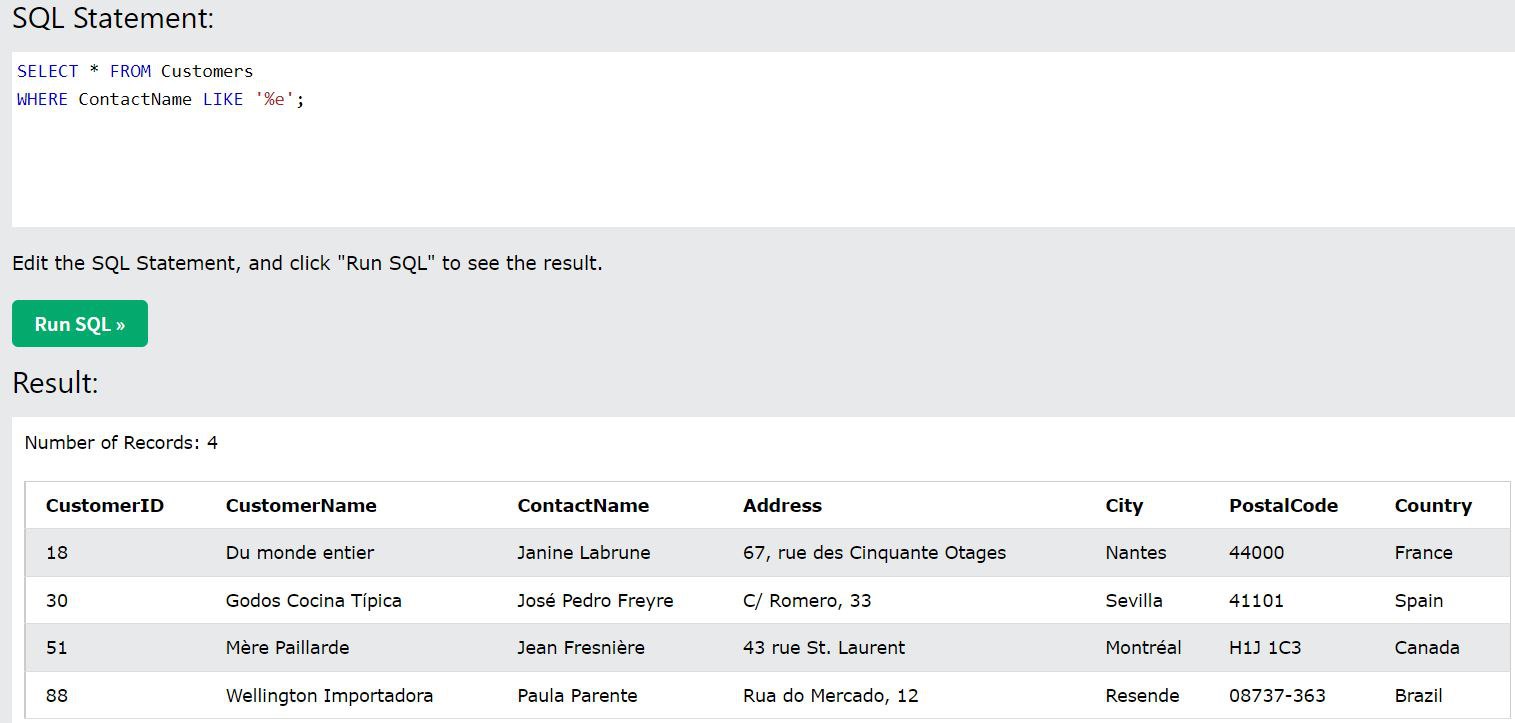 SQL Statement:
SELECT * FROM Customers
WHERE ContactName LIKE '%e';
Edit the SQL Statement, and click "Run SQL" to see the result.
Run SQL »
Result:
Number of Records: 4
CustomerID CustomerName ContactName Address City PostalCode Country
18 Du monde entier Janine Labrune 67, rue des Cinquante Otages Nantes 44000 France
30 Godos Cocina Típica José Pedro Freyre C/ Romero, 33 Sevilla 41101 Spain
51 Mère Paillarde Jean Fresnière 43 rue St. Laurent Montréal H1J 1C3 Canada
88 Wellington Importadora Paula Parente Rua do Mercado, 12 Resende 08737-363 Brazil